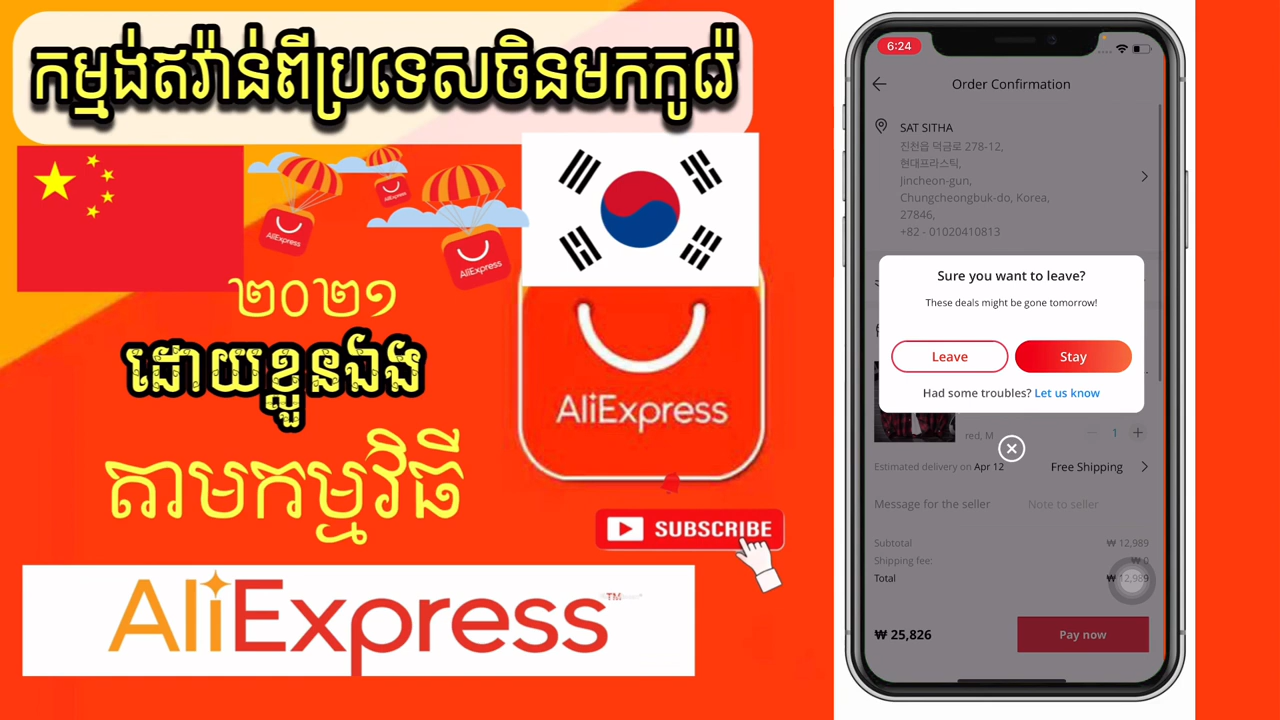 កម្មង់ឥវ៉ាន់ពីប្រទេសចិនមកកូរ៉េ
AliExpress
AliExpress
AliExpress
២០២១
ដោយខ្លួនឯង
តាមកម្មវិធី
AliExpress
SUBSCRIBE
AliExpress™
6:24
Order Confirmation
SAT SITHA
진천읍 덕금로 278-12,
현대프라스틱,
Jincheon-gun,
Chungcheongbuk-do, Korea,
27846,
+82 - 01020410813
Sure you want to leave?
These deals might be gone tomorrow!
Leave
Stay
Had some troubles? Let us know
red, M
1
Estimated delivery on Apr 12
Free Shipping
Message for the seller
Note to seller
Subtotal
₩ 12,989
Shipping fee:
₩ 0
Total
₩ 12,989
₩ 25,826
Pay now